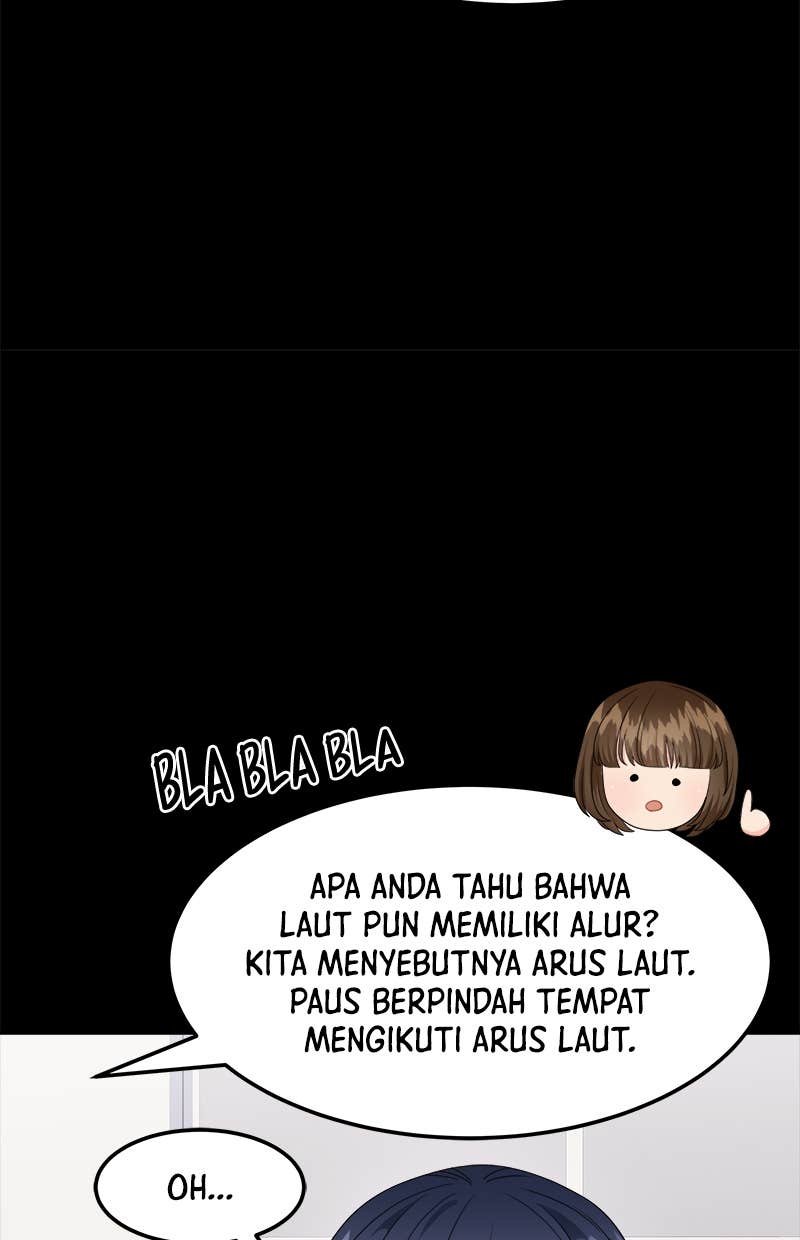 BLA BLA BLA
APA ANDA TAHU BAHWA
LAUT PUN MEMILIKI ALUR?
KITA MENYEBUTNYA ARUS LAUT.
PAUS BERPINDAH TEMPAT
MENGIKUTI ARUS LAUT.
OH...